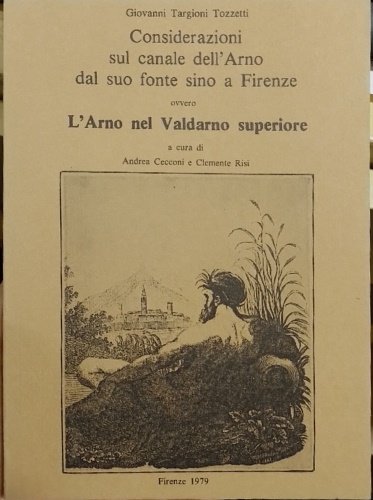 Giovanni Targioni Tozzetti
Considerazioni
sul canale dell'Arno
dal suo fonte sino a Firenze
ovvero
L'Arno nel Valdarno superiore
a cura di
Andrea Cecconi e Clemente Risi
Firenze 1979